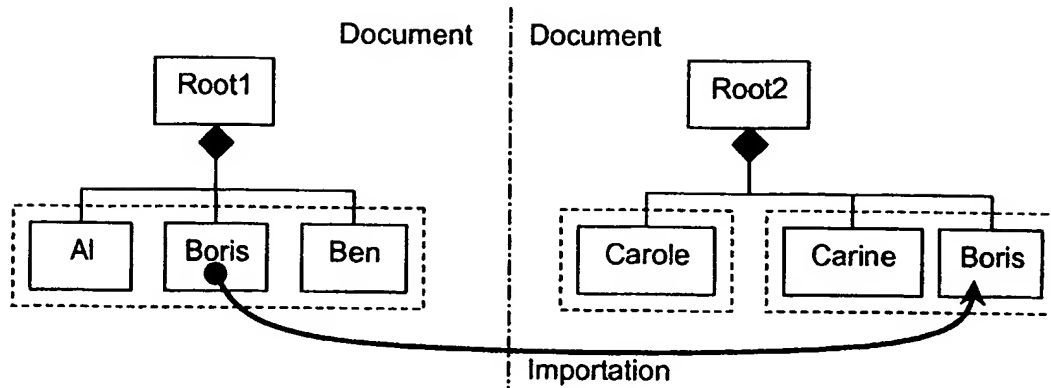 Document
Document
Root1
Root2
Al
Boris
Ben
Carole
Carine
Boris
Importation